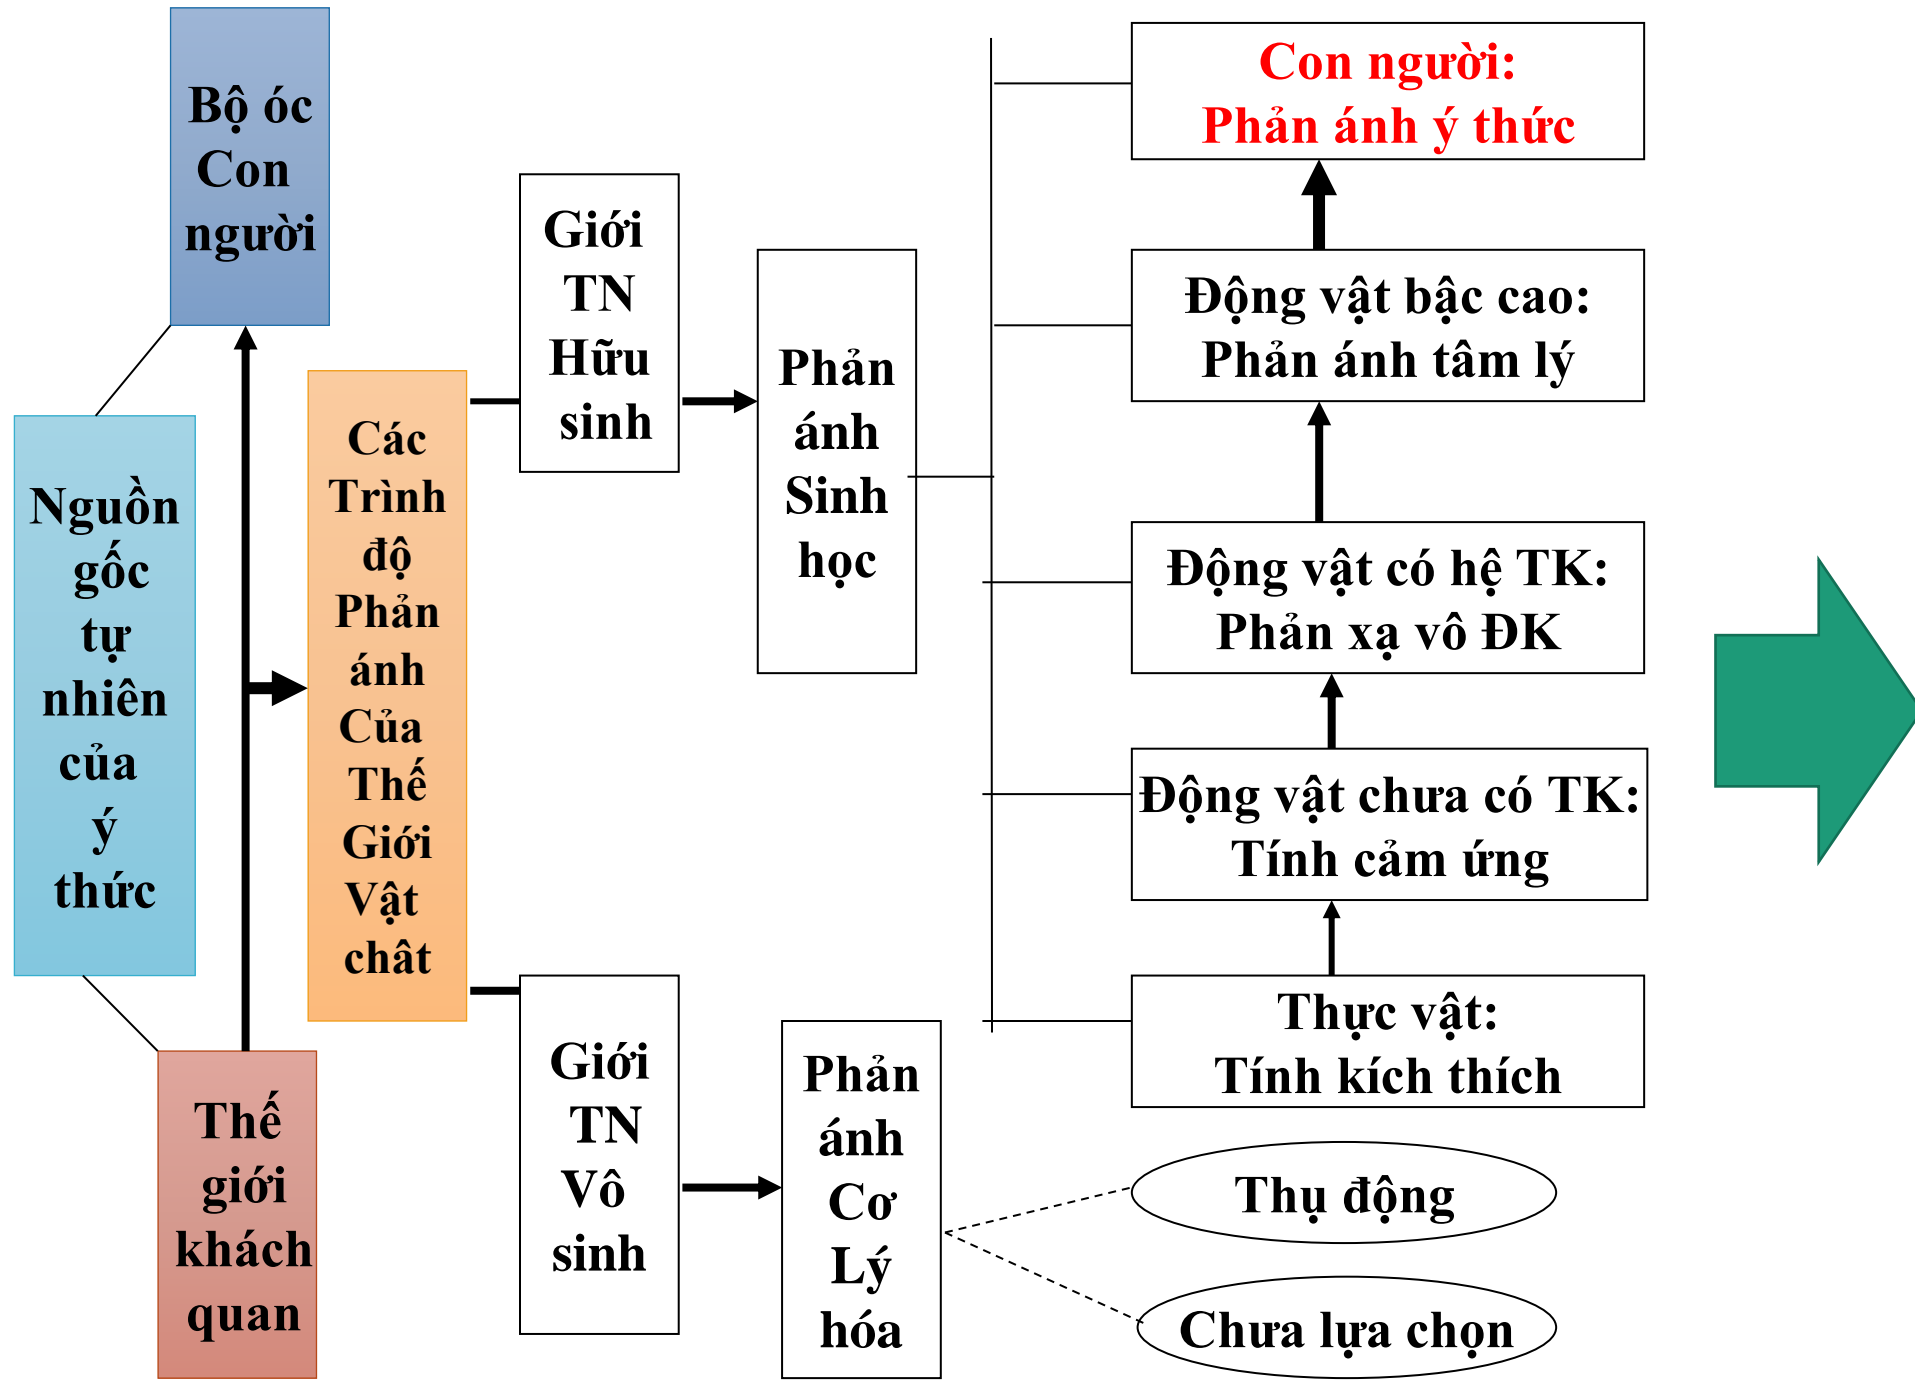 Bộ óc
Con
người
Nguồn
gốc
tự
nhiên
của
ý
thức
Thế
giới
khách
quan
Các
Trình
độ
Phản
ánh
Của
Thế
Giới
Vật
chât
Giới
TN
Hữu
sinh
Phản
ánh
Sinh
học
Con người:
Phản ánh ý thức
Động vật bậc cao:
Phản ánh tâm lý
Động vật có hệ TK:
Phản xạ vô ĐK
Động vật chưa có TK:
Tính cảm ứng
Thực vật:
Tính kích thích
Giới
TN
Vô
sinh
Phản
ánh
Cơ
Lý
hóa
Thụ động
Chưa lựa chọn